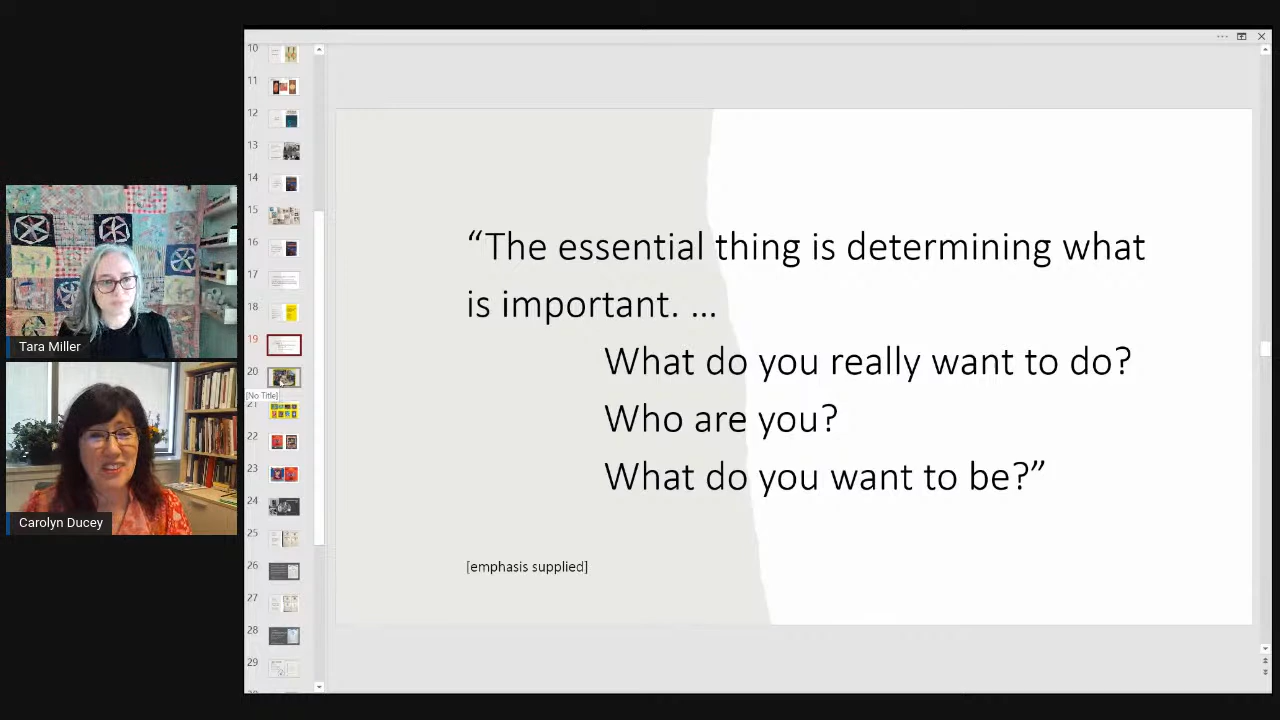 10
11
12
13
14
15
16
17
18
19
20
[No Title]
21
22
23
24
25
26
27
28
29
Tara Miller
Carolyn Ducey
“The essential thing is determining what
is important. ...
What do you really want to do?
Who are you?
What do you want to be?”
[emphasis supplied]